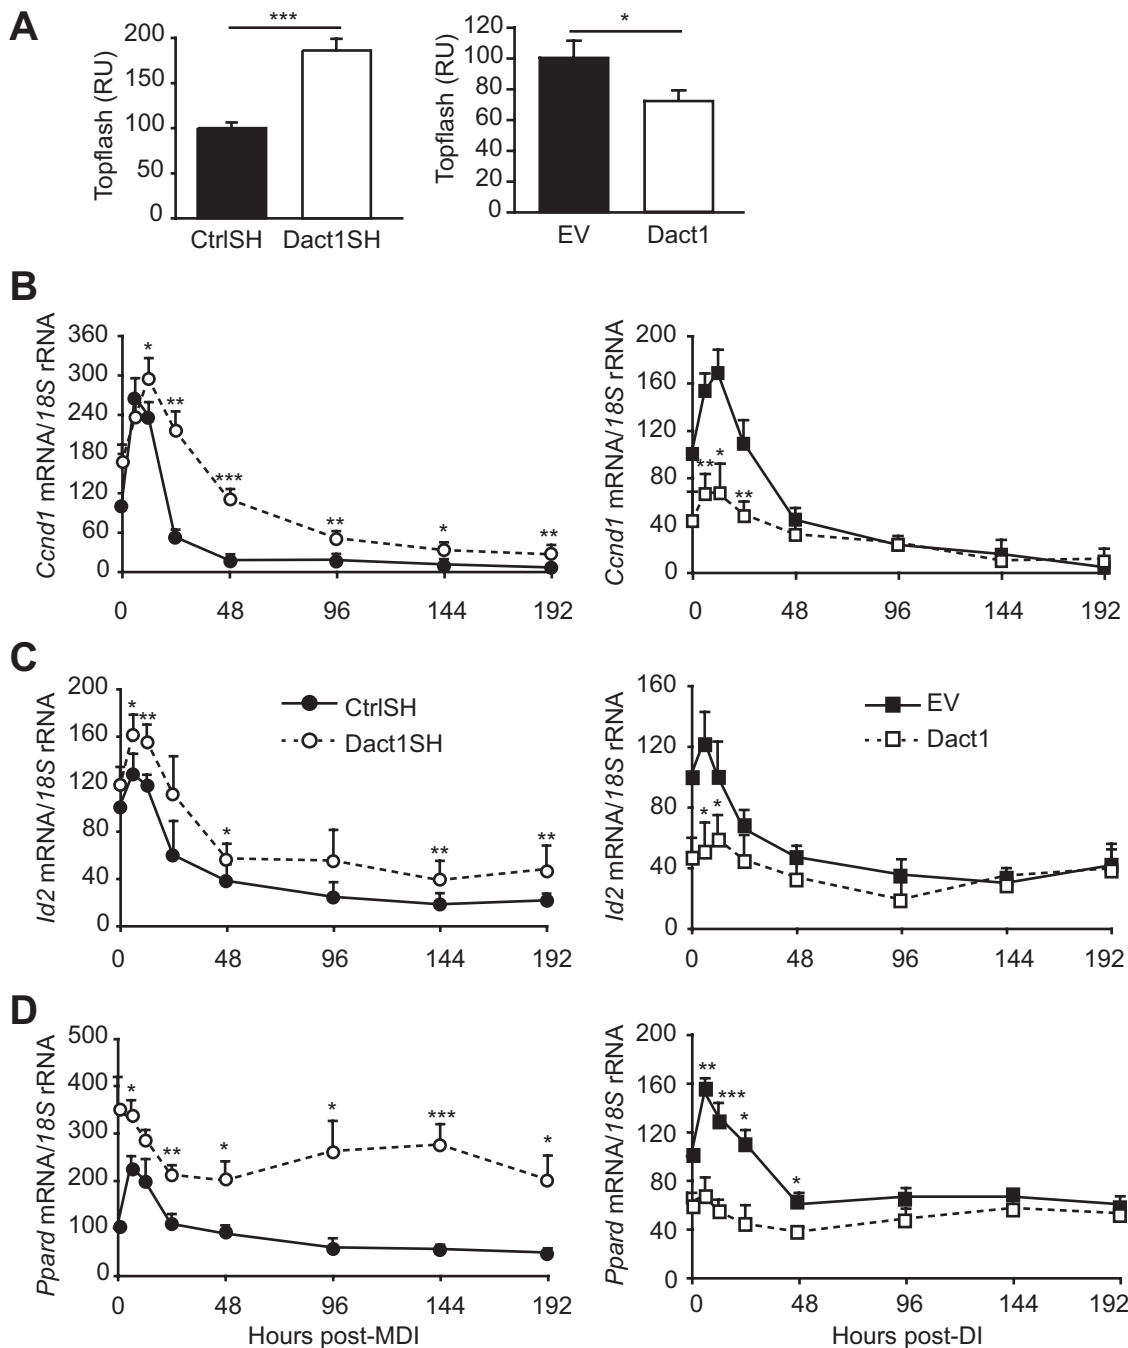 A
***
*
Topflash (RU)
200
150
100
50
0
CtrlSH Dact1SH
Topflash (RU)
120
100
80
60
40
20
0
EV Dact1
B
Ccnd1 mRNA/18S rRNA
360
300
240
180
120
60
0
* ** *** ** * **
0 48 96 144 192
Ccnd1 mRNA/18S rRNA
200
160
120
80
40
0
** * **
0 48 96 144 192
C
Id2 mRNA/18S rRNA
200
160
120
80
40
0
* ** * ** **
CtrlSH
Dact1SH
0 48 96 144 192
Id2 mRNA/18S rRNA
160
120
80
40
0
* *
EV
Dact1
0 48 96 144 192
D
Ppard mRNA/18S rRNA
500
400
300
200
100
0
* ** * * *** *
0 48 96 144 192
Hours post-MDI
Ppard mRNA/18S rRNA
200
160
120
80
40
0
** *** * *
0 48 96 144 192
Hours post-DI